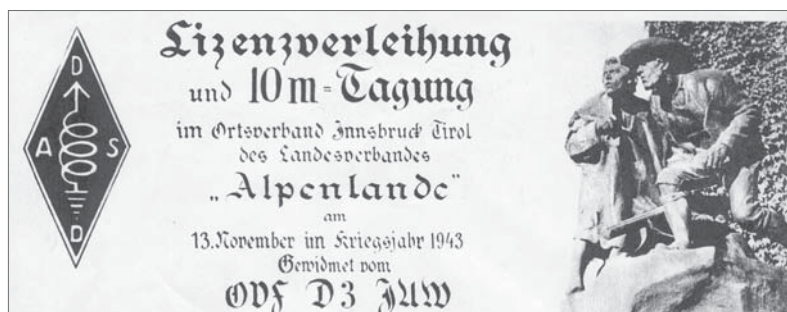 D
A S
D
Lizenzverleihung
und 10m=Tagung
im Ortsverband Innsbruck Tirol
des Landesverbandes
„Alpenlande"
am
13. November im Kriegsjahr 1943
Gewidmet vom
OVF D3 JUW